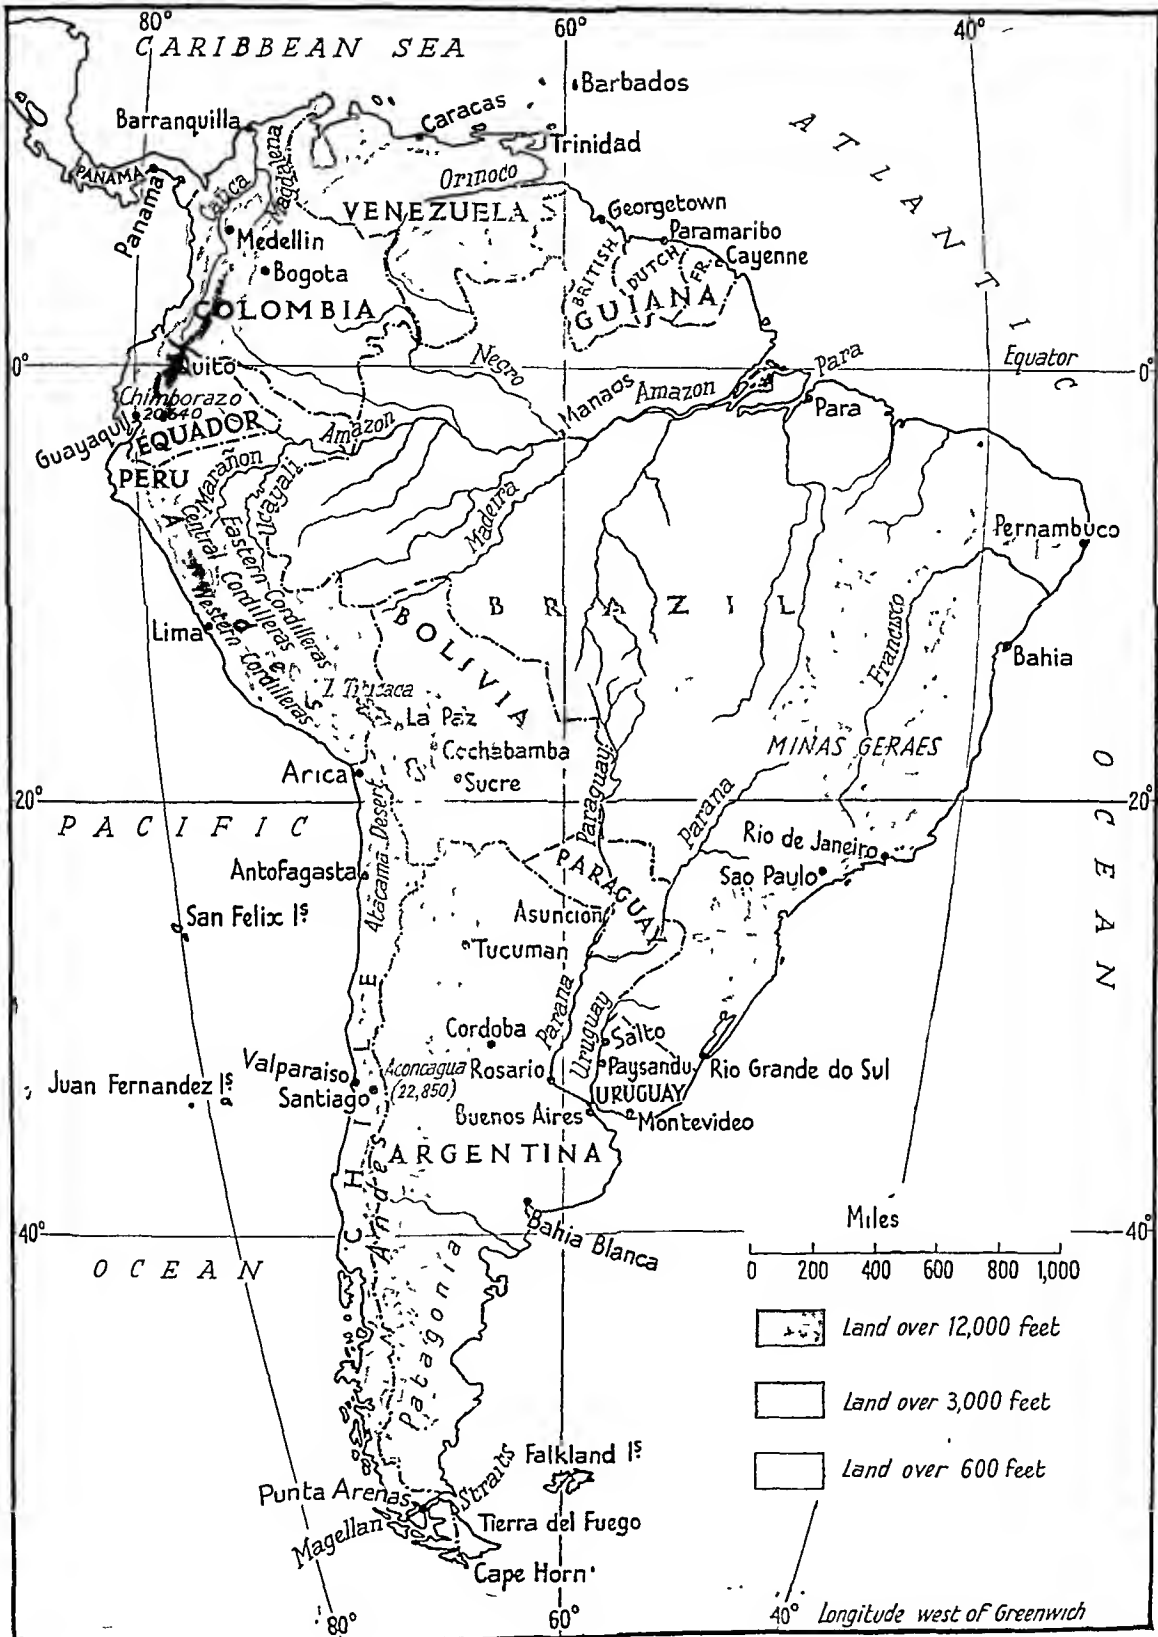 80°
60°
40°
CARIBBEAN SEA
Barbados
Barranquilla
Caracas
Trinidad
ATLANTIC
OCEAN
PANAMA
Panama
Cauca
Magdalena
Orinoco
VENEZUELA
Georgetown
Paramaribo
Cayenne
Medellin
Bogota
BRITISH
DUTCH
FR.
GUIANA
COLOMBIA
0°
Quito
Negro
Para
Equator
0°
Chimborazo
20640
Manaos
Amazon
Para
Guayaquil
EQUADOR
Amazon
PERU
Marañon
Ucayali
Madeira
Pernambuco
Andes
Central Cordilleras
Eastern Cordilleras
Western Cordilleras
BRAZIL
Lima
BOLIVIA
Francisco
Bahia
L Titicaca
La Paz
Cochabamba
Sucre
MINAS GERAES
Arica
Paraguay
Parana
20°
20°
PACIFIC
OCEAN
Atacama Desert
Rio de Janeiro
Sao Paulo
Antofagasta
PARAGUAY
San Felix Is
Asuncion
Tucuman
CHILE
Parana
Uruguay
Cordoba
Salto
Valparaiso
Aconcagua
(22,850)
Rosario
Paysandu
Rio Grande do Sul
Juan Fernandez Is
Santiago
URUGUAY
Buenos Aires
Montevideo
ARGENTINA
Andes
Bahia Blanca
40°
40°
Patagonia
Miles
0 200 400 600 800 1,000
Land over 12,000 feet
Land over 3,000 feet
Land over 600 feet
Falkland Is
Punta Arenas
Magellan Straits
Tierra del Fuego
Cape Horn
80°
60°
40°
Longitude west of Greenwich